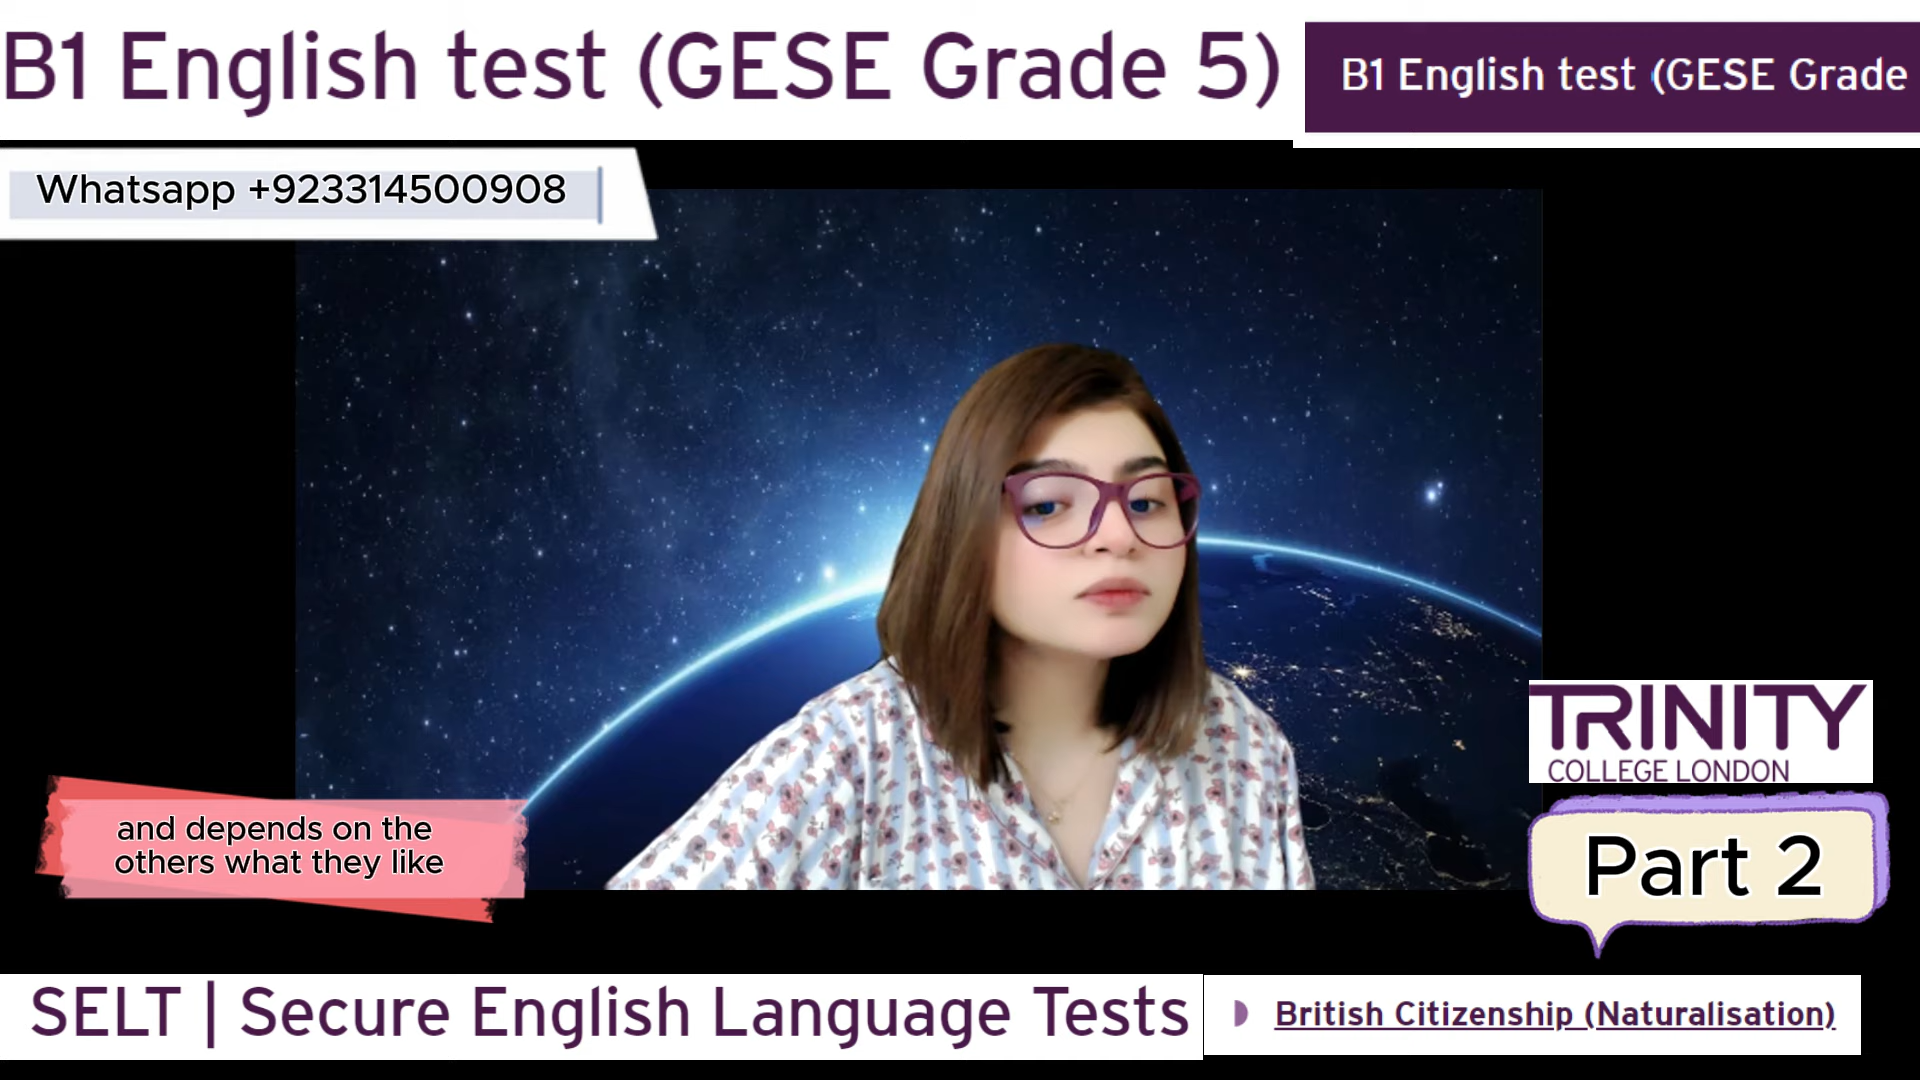 B1 English test (GESE Grade 5)
B1 English test (GESE Grade
Whatsapp +923314500908
TRINITY
COLLEGE LONDON
and depends on the
others what they like
Part 2
SELT | Secure English Language Tests
British Citizenship (Naturalisation)